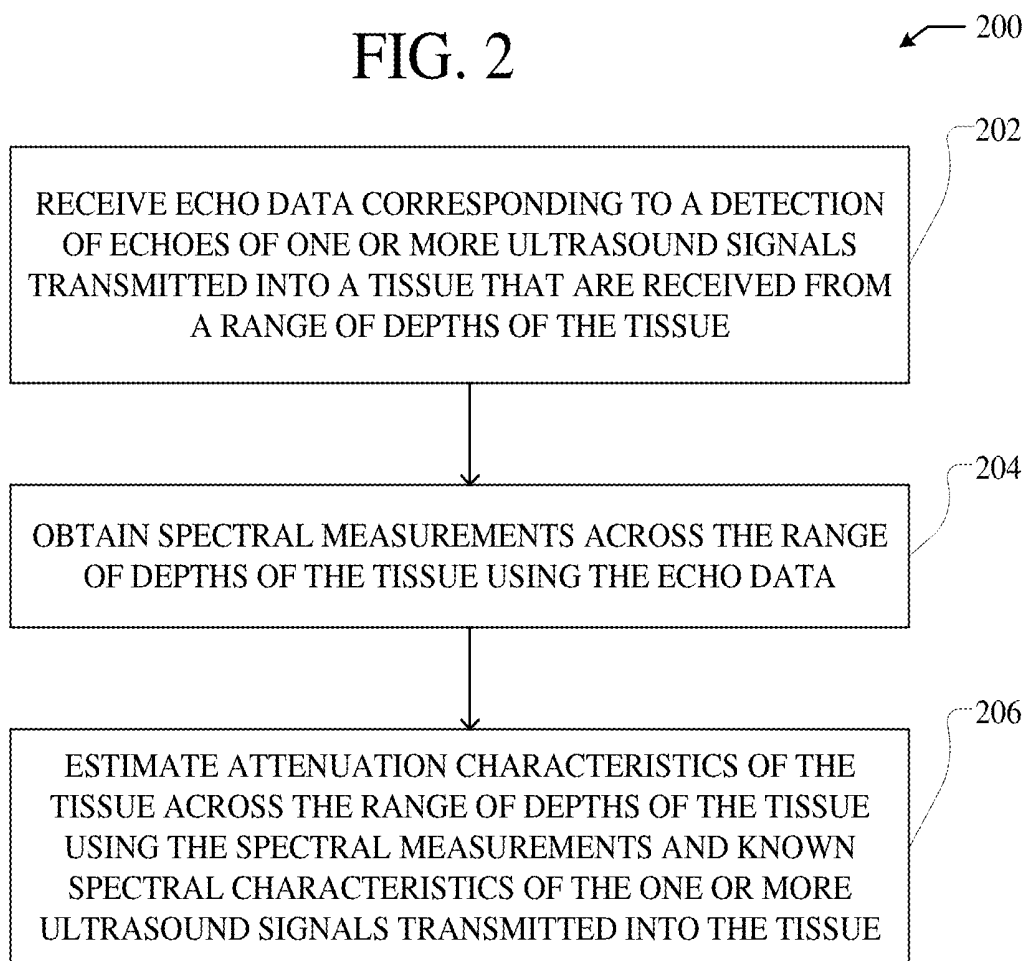 FIG. 2
200
202
RECEIVE ECHO DATA CORRESPONDING TO A DETECTION
OF ECHOES OF ONE OR MORE ULTRASOUND SIGNALS
TRANSMITTED INTO A TISSUE THAT ARE RECEIVED FROM
A RANGE OF DEPTHS OF THE TISSUE
204
OBTAIN SPECTRAL MEASUREMENTS ACROSS THE RANGE
OF DEPTHS OF THE TISSUE USING THE ECHO DATA
206
ESTIMATE ATTENUATION CHARACTERISTICS OF THE
TISSUE ACROSS THE RANGE OF DEPTHS OF THE TISSUE
USING THE SPECTRAL MEASUREMENTS AND KNOWN
SPECTRAL CHARACTERISTICS OF THE ONE OR MORE
ULTRASOUND SIGNALS TRANSMITTED INTO THE TISSUE